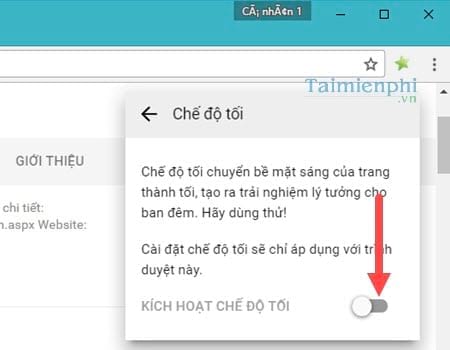 CÃ¡ nhÃ¢n 1
Taimienphi
.vn
Chế độ tối
GIỚI THIỆU
Chế độ tối chuyển bề mặt sáng của trang
thành tối, tạo ra trải nghiệm lý tưởng cho
ban đêm. Hãy dùng thử!
chi tiết:
n.aspx Website:
Cài đặt chế độ tối sẽ chỉ áp dụng với trình
duyệt này.
KÍCH HOẠT CHẾ ĐỘ TỐI